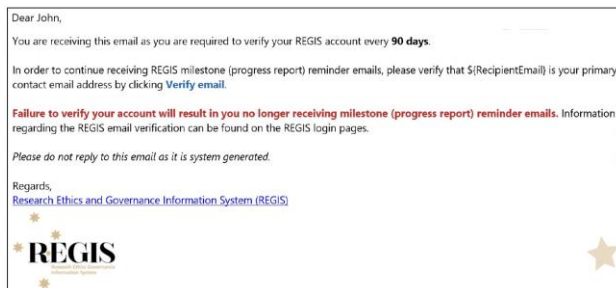 Dear John,
You are receiving this email as you are required to verify your REGIS account every 90 days.
In order to continue receiving REGIS milestone (progress report) reminder emails, please verify that ${RecipientEmail} is your primary
contact email address by clicking Verify email.
Failure to verify your account will result in you no longer receiving milestone (progress report) reminder emails. Information
regarding the REGIS email verification can be found on the REGIS login pages.
Please do not reply to this email as it is system generated.
Regards,
Research Ethics and Governance Information System (REGIS)
REGIS
Research Ethics Governance
Information System